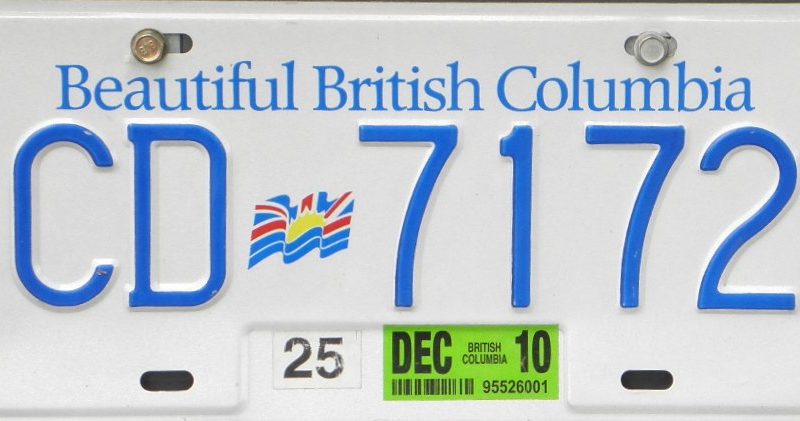 Beautiful British Columbia
CD 7172
25
DEC BRITISH COLUMBIA 10
95526001